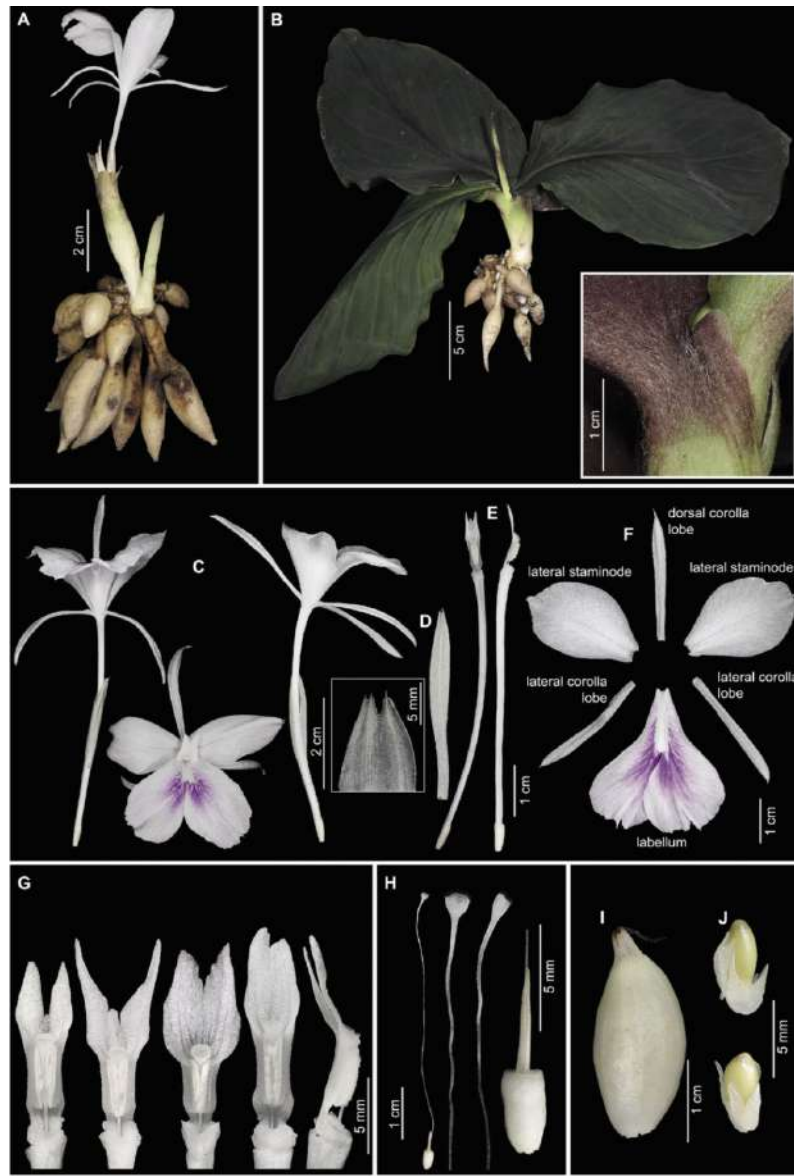 A
2 cm
B
5 cm
1 cm
C
D
5 mm
2 cm
E
1 cm
F
dorsal corolla
lobe
lateral staminode
lateral staminode
lateral corolla
lobe
lateral corolla
lobe
1 cm
labellum
G
5 mm
H
1 cm
5 mm
I
1 cm
J
5 mm